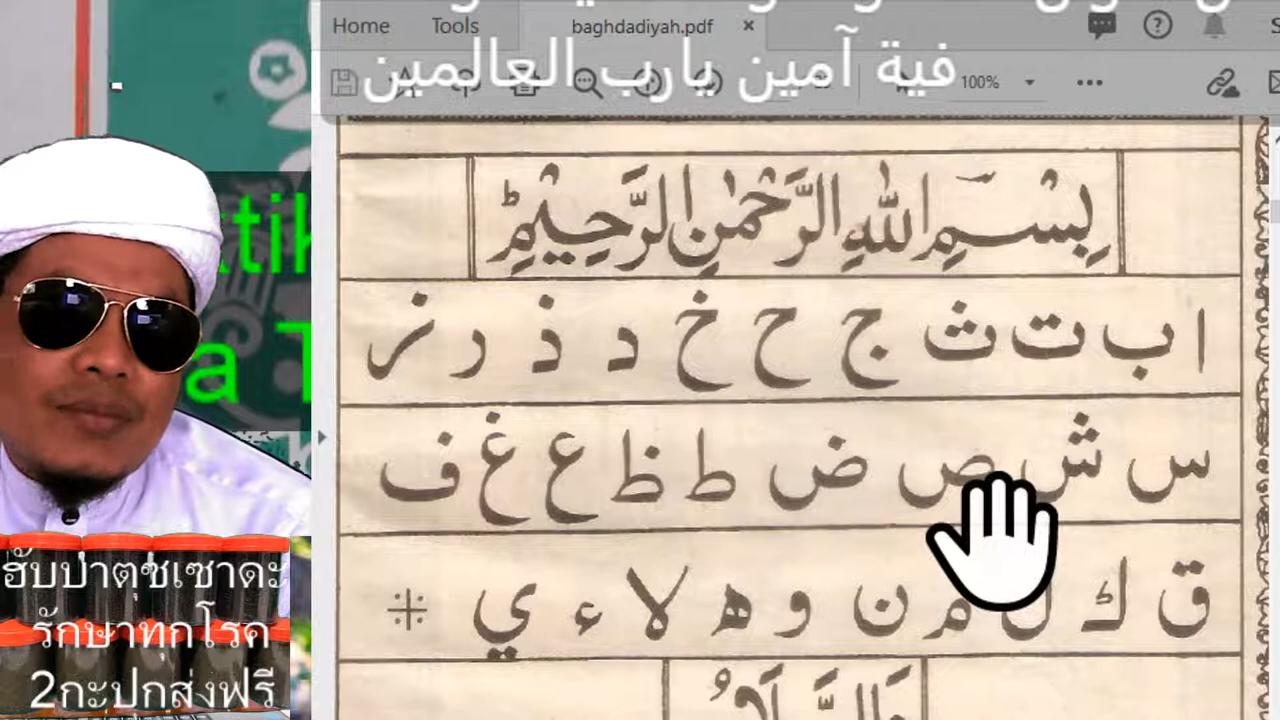 Home Tools baghdadiyah.pdf ×
فية آمين يارب العالمين
100%
tik
a T
بِسْمِ اللهِ الرَّحْمٰنِ الرَّحِيْمِ
ا ب ت ث ج ح خ د ذ ر ز
س ش ص ض ط ظ ع غ ف
ق ك ل م ن و ه لا ء ي
ฮับบาตุซเซาดะ
รักษาทุกโรค
2กะปุกส่งฟรี